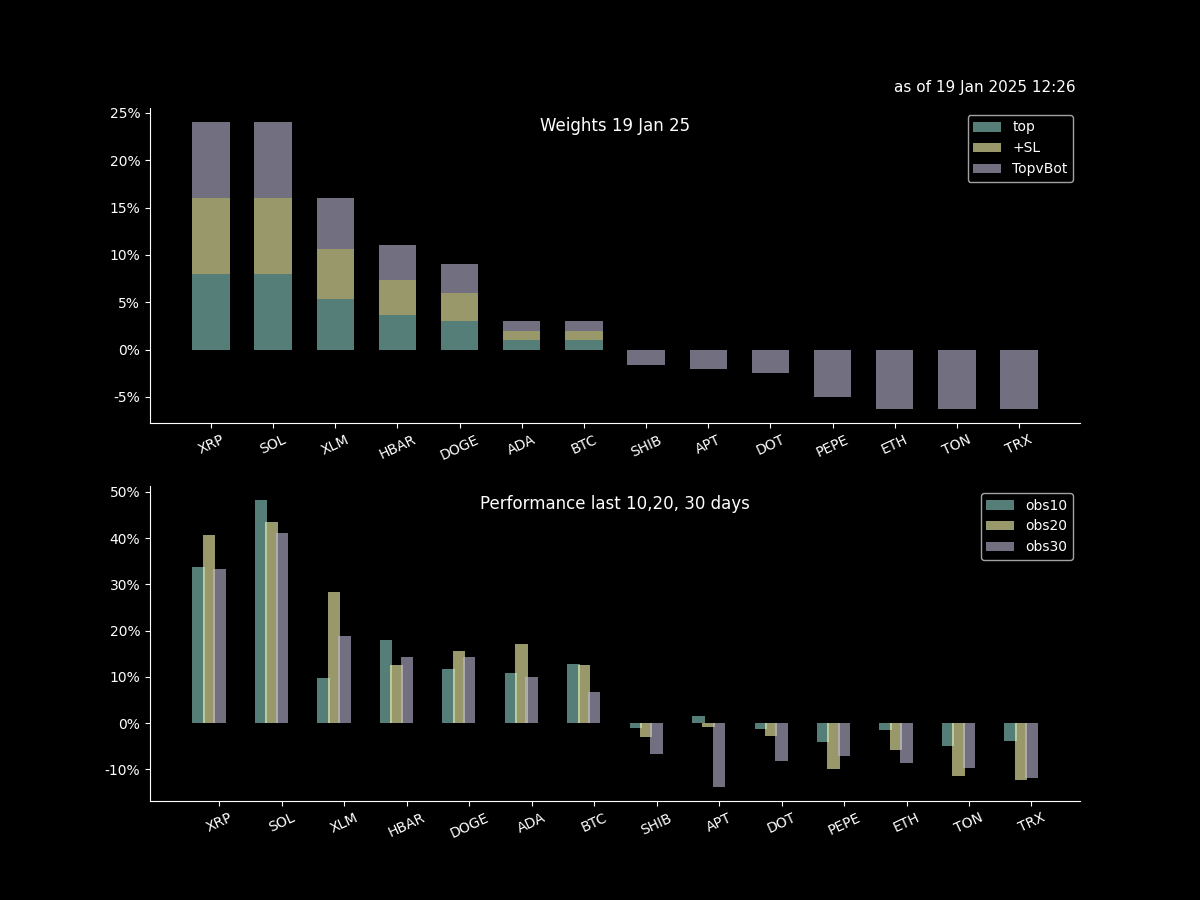 as of 19 Jan 2025 12:26
Weights 19 Jan 25
top
+SL
TopvBot
25%
20%
15%
10%
5%
0%
-5%
XRP SOL XLM HBAR DOGE ADA BTC SHIB APT DOT PEPE ETH TON TRX
Performance last 10,20, 30 days
obs10
obs20
obs30
50%
40%
30%
20%
10%
0%
-10%
XRP SOL XLM HBAR DOGE ADA BTC SHIB APT DOT PEPE ETH TON TRX